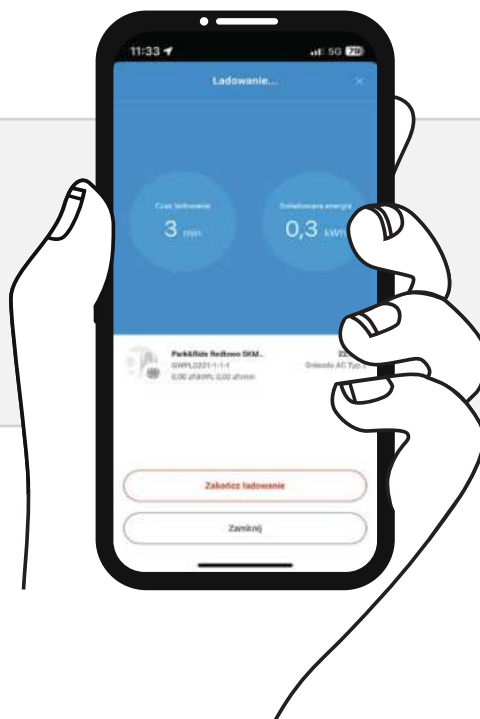 11:33
5G 79
Ładowanie...
Czas ładowania
3 min
Doładowana energia
0,3 kWh
Park&Ride Redłowo SKM...
GWPL0221-1-1-1
Gniazdo AC Typ
0,00 zł/kWh, 0,00 zł/min
Zakończ ładowanie
Zamknij